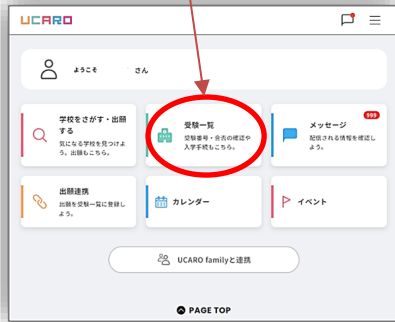 UCARO
ようこそ さん
学校をさがす・出願
する
気になる学校を見つけよ
う。出願もこちら。
受験一覧
受験番号・合否の確認や
入学手続もこちら。
999
メッセージ
配信される情報を確認し
よう。
出願連携
出願を受験一覧に登録し
よう。
カレンダー
イベント
UCARO familyと連携
PAGE TOP